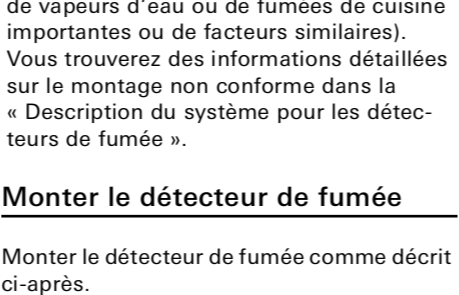 de vapeurs d'eau ou de fumées de cuisine
importantes ou de facteurs similaires).
Vous trouverez des informations détaillées
sur le montage non conforme dans la
« Description du système pour les détec-
teurs de fumée ».
Monter le détecteur de fumée
Monter le détecteur de fumée comme décrit
ci-après.